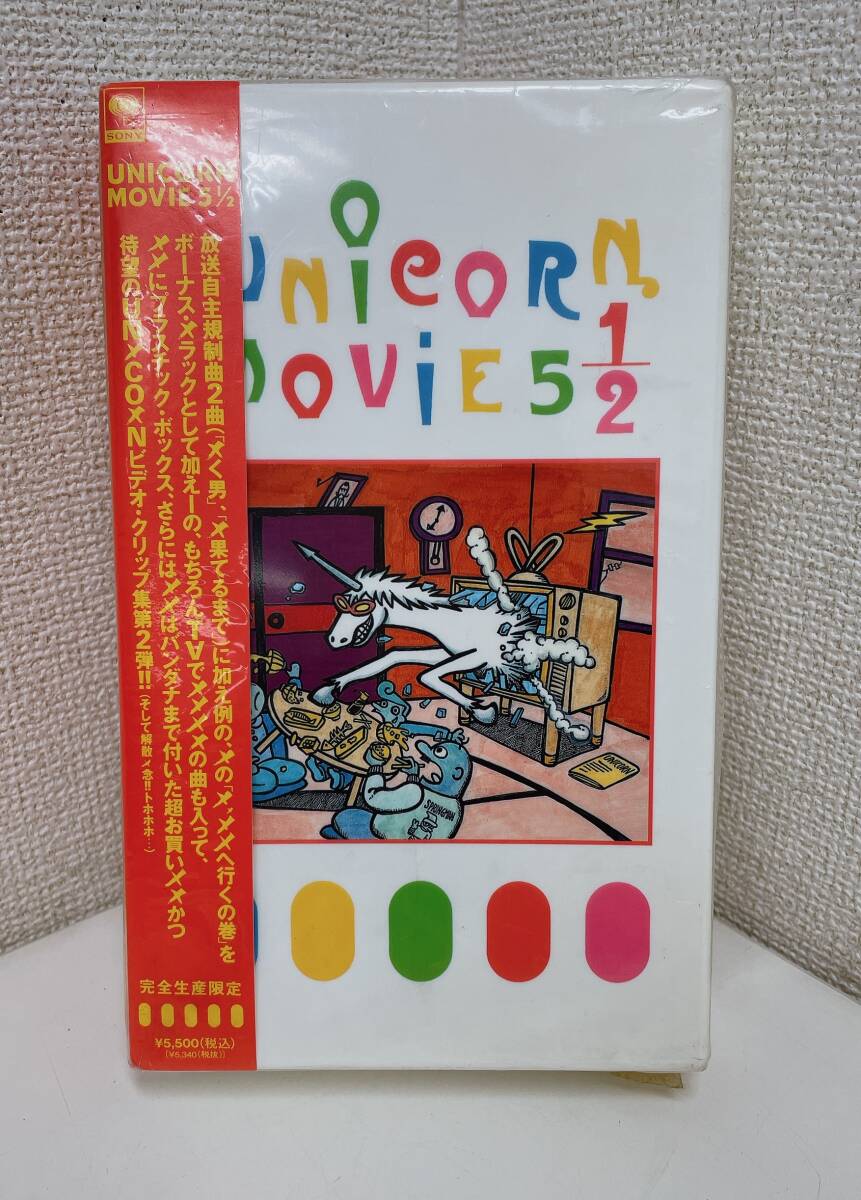 SONY
UNICORN
MOVIE 5½
放送自主規制曲2曲(「〆く男」、「〆果てるまで」に加え例の、〆の「〆、〆〆へ行くの巻」を
ボーナス・〆ラックとして加えーの、もちろんTVで〆〆〆〆の曲も入って、
〆〆にプラスチック・ボックス、さらには〆〆はバンダナまで付いた超お買い〆〆かつ
待望のUN〆CO〆Nビデオ・クリップ集第2弾!!(そして解散〆念!!トホホホ…)
完全生産限定
¥5,500(税込)
(¥5,340(税抜))
UNICORN
MOVIE 5 1/2
UNICORN
SPRINGMAN